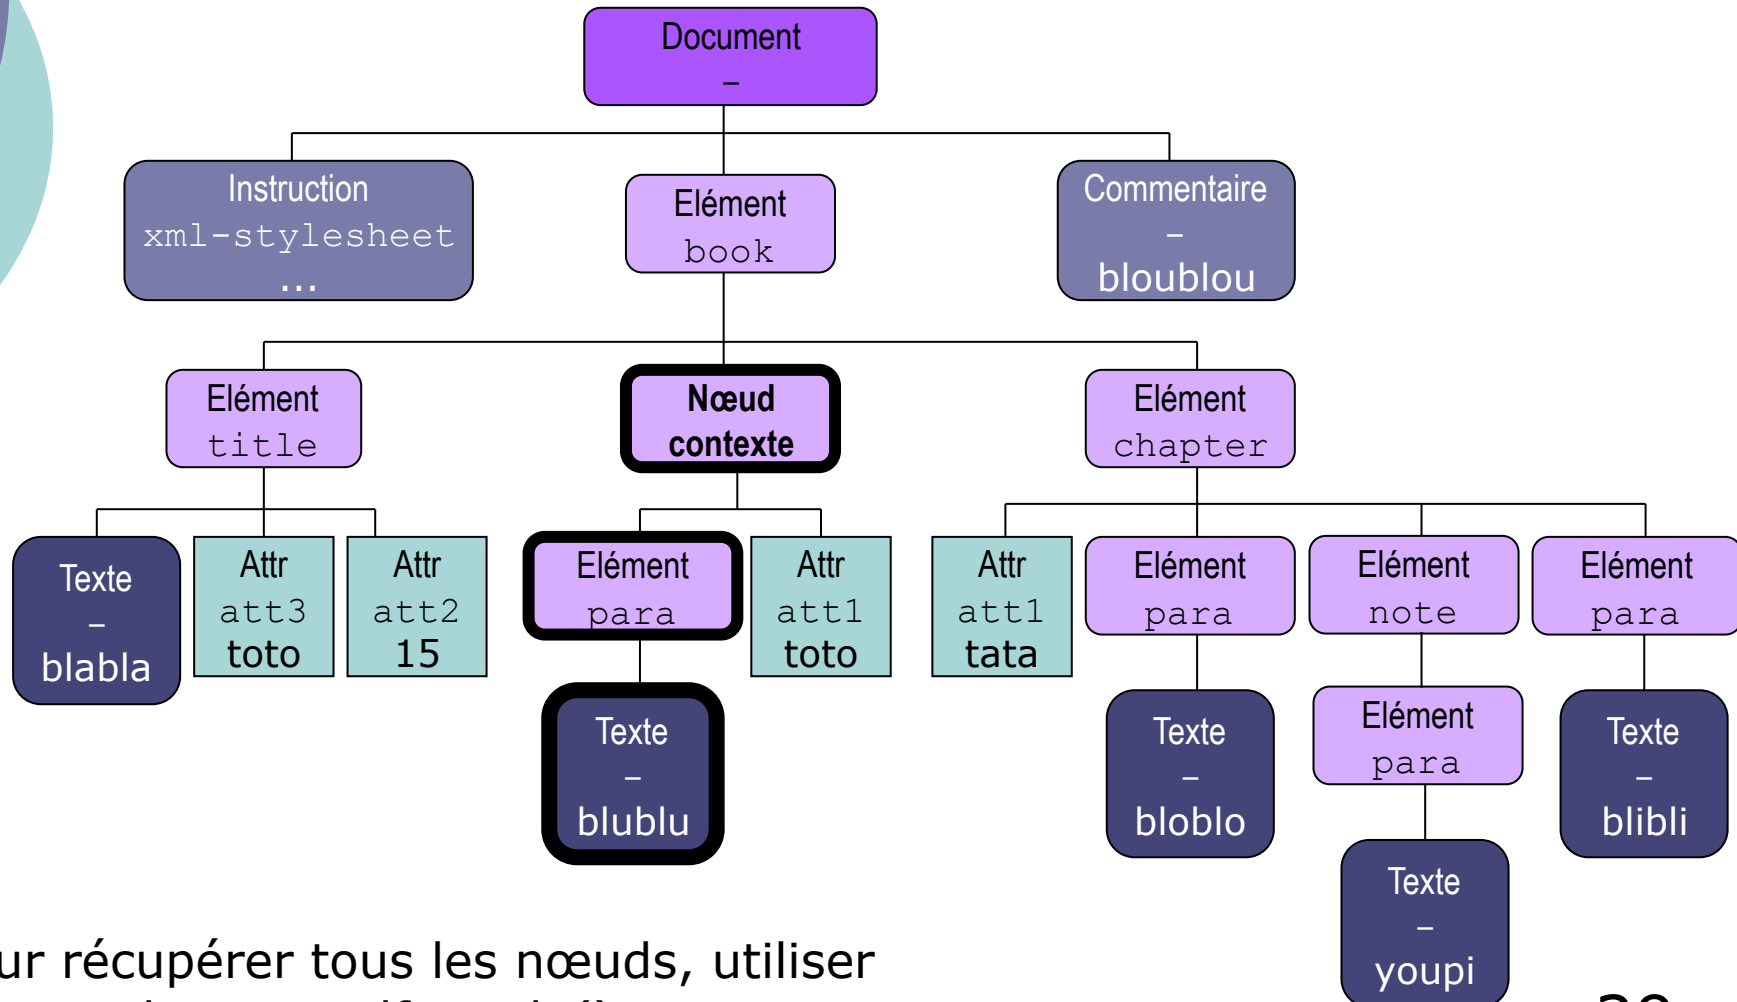 Document
–
Instruction
xml-stylesheet
...
Elément
book
Commentaire
–
bloublou
Elément
title
Nœud
contexte
Elément
chapter
Texte
–
blabla
Attr
att3
toto
Attr
att2
15
Elément
para
Attr
att1
toto
Attr
att1
tata
Elément
para
Elément
note
Elément
para
Texte
–
blublu
Texte
–
bloblo
Elément
para
Texte
–
blibli
Texte
–
youpi
ur récupérer tous les nœuds, utiliser